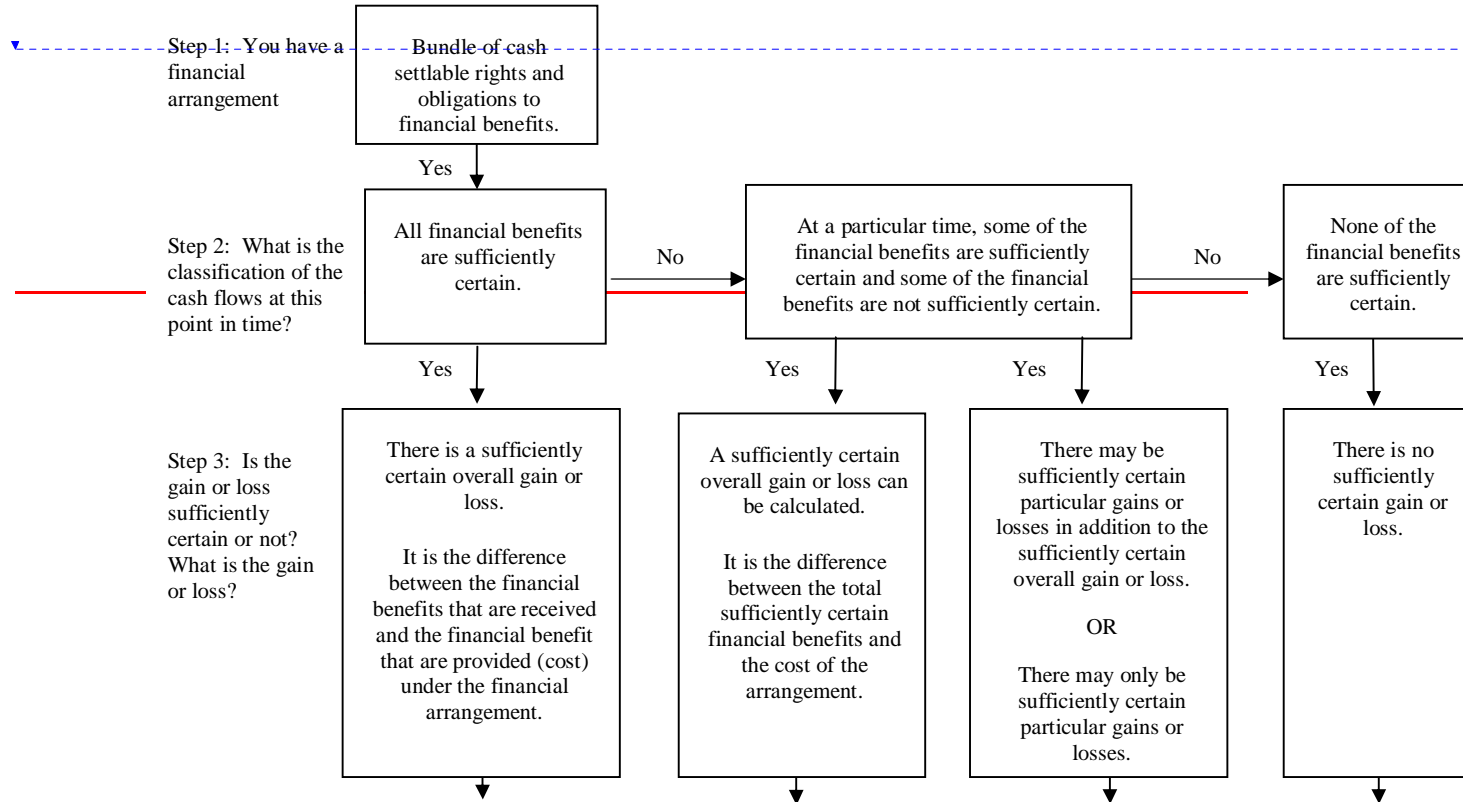 Step 1:  You have a
financial
arrangement
Bundle of cash
settlable rights and
obligations to
financial benefits.
Yes
Step 2:  What is the
classification of the
cash flows at this
point in time?
All financial benefits
are sufficiently
certain.
No
At a particular time, some of the
financial benefits are sufficiently
certain and some of the financial
benefits are not sufficiently certain.
No
None of the
financial benefits
are sufficiently
certain.
Yes
Yes
Yes
Yes
Step 3:  Is the
gain or loss
sufficiently
certain or not?
What is the gain
or loss?
There is a sufficiently
certain overall gain or
loss.
It is the difference
between the financial
benefits that are received
and the financial benefit
that are provided (cost)
under the financial
arrangement.
A sufficiently certain
overall gain or loss can
be calculated.
It is the difference
between the total
sufficiently certain
financial benefits and
the cost of the
arrangement.
There may be
sufficiently certain
particular gains or
losses in addition to the
sufficiently certain
overall gain or loss.
OR
There may only be
sufficiently certain
particular gains or
losses.
There is no
sufficiently
certain gain or
loss.